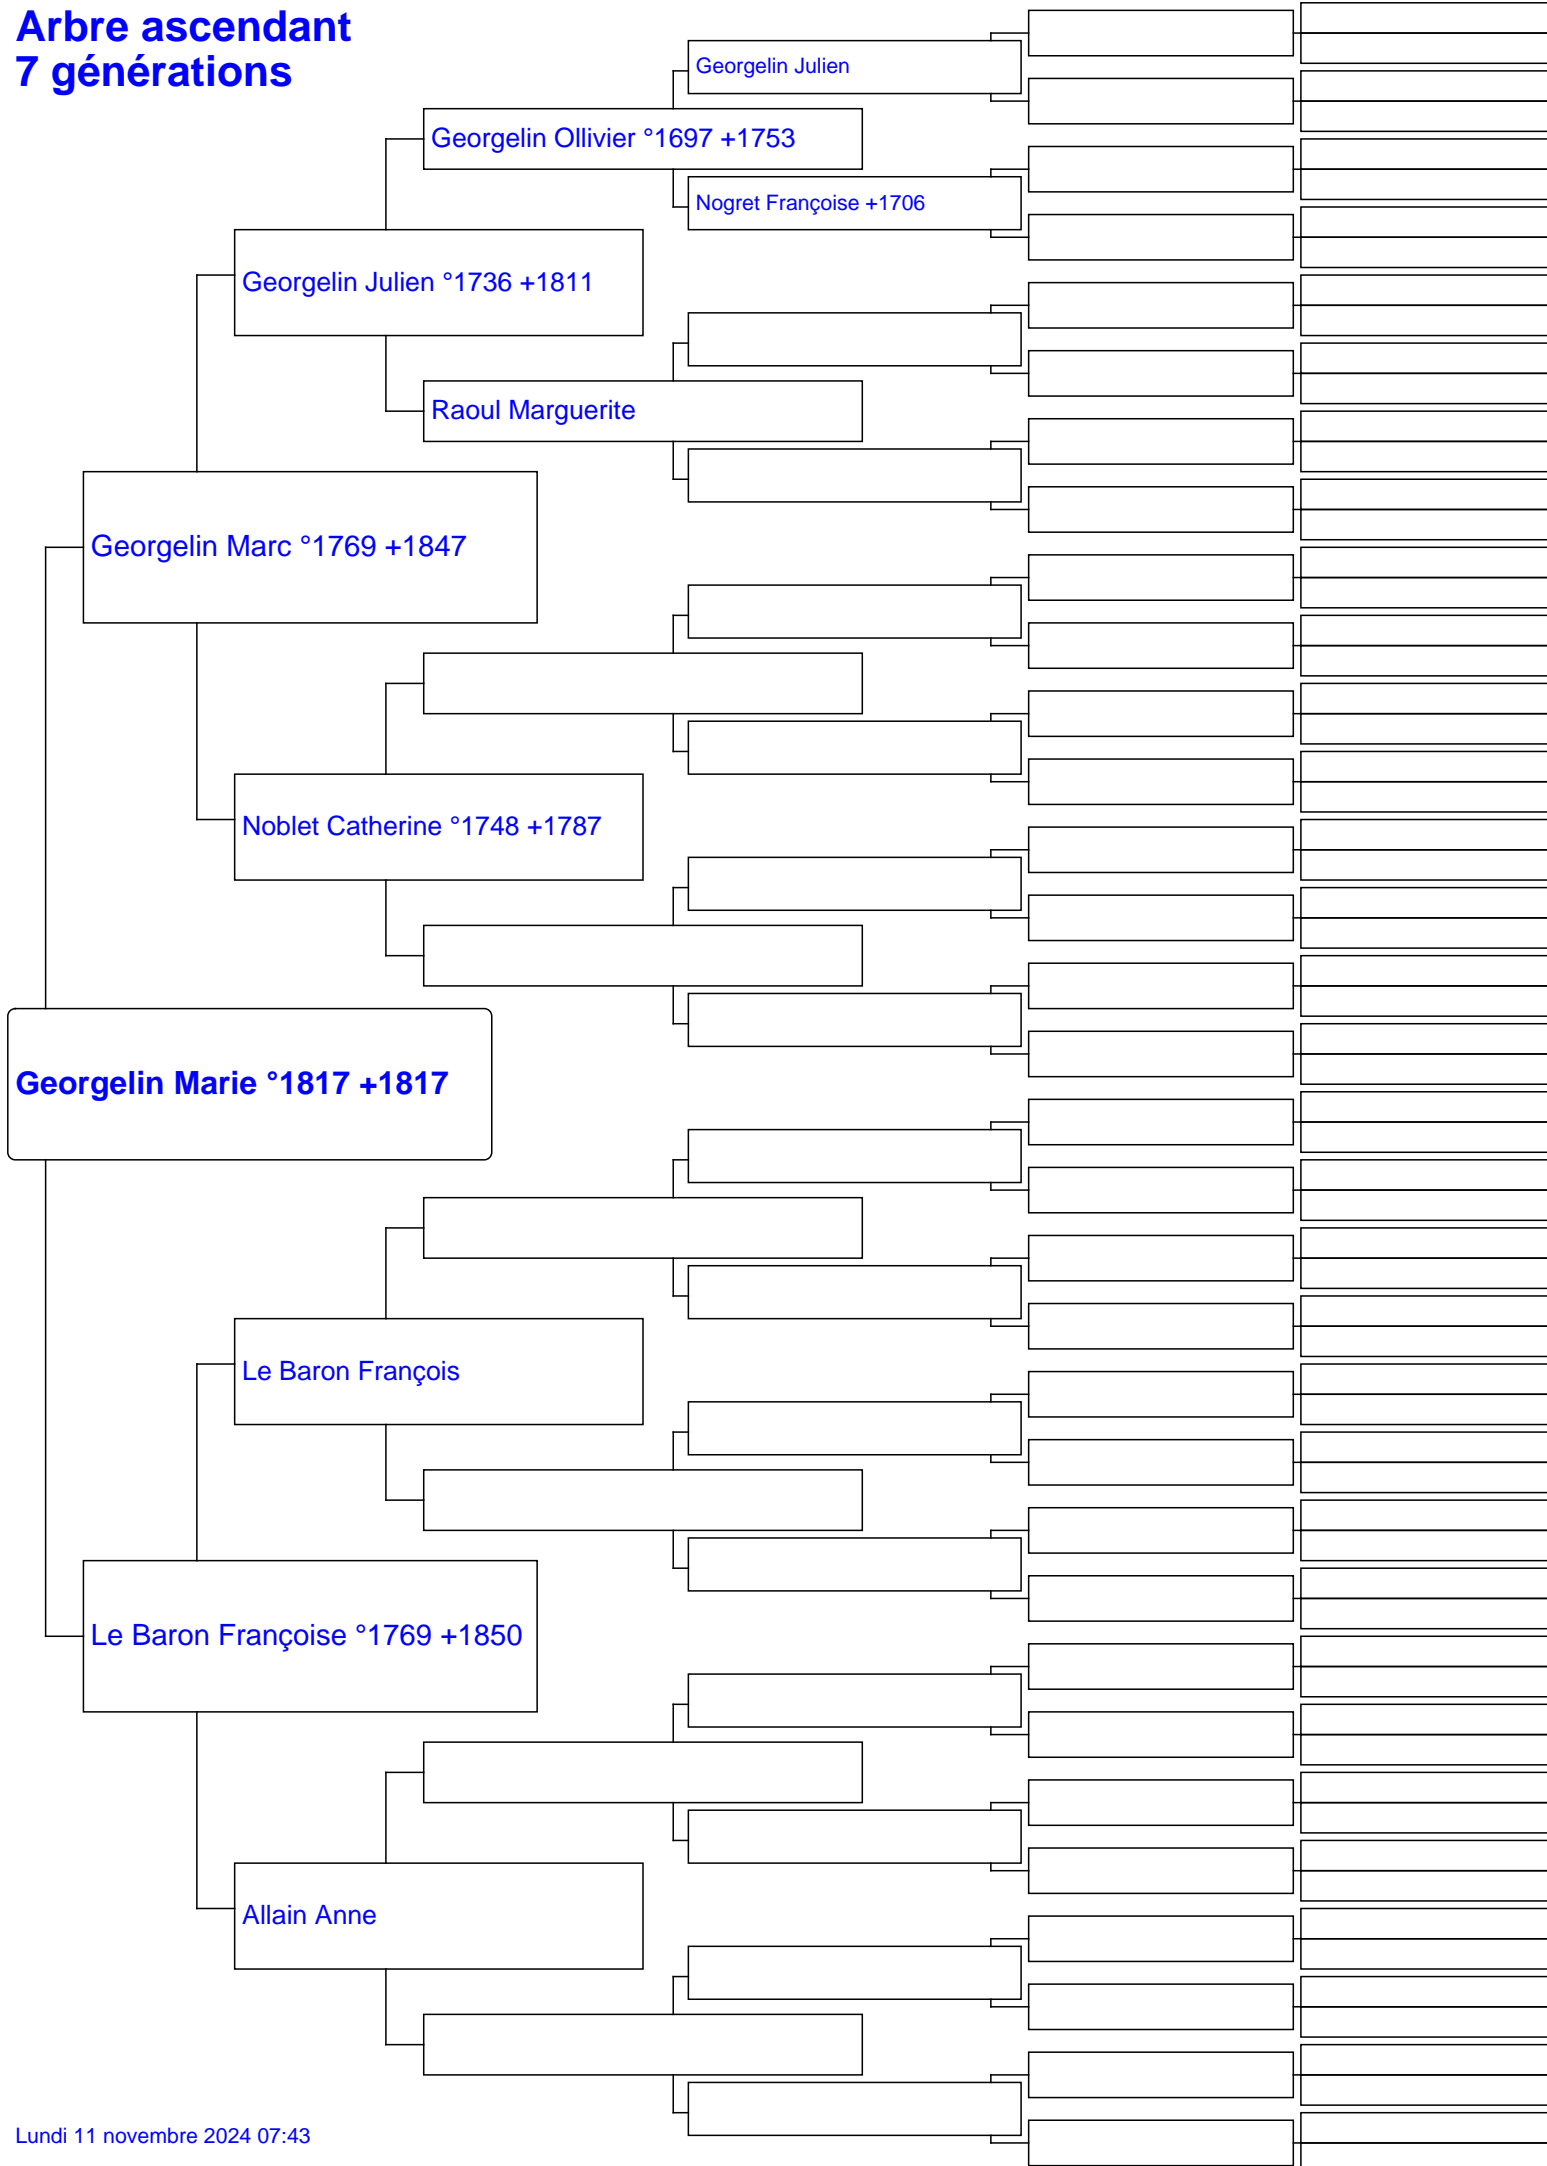 Arbre ascendant
7 générations
Georgelin Julien
Georgelin Ollivier °1697 +1753
Nogret Françoise +1706
Georgelin Julien °1736 +1811
Raoul Marguerite
Georgelin Marc °1769 +1847
Noblet Catherine °1748 +1787
Georgelin Marie °1817 +1817
Le Baron François
Le Baron Françoise °1769 +1850
Allain Anne
Lundi 11 novembre 2024 07:43